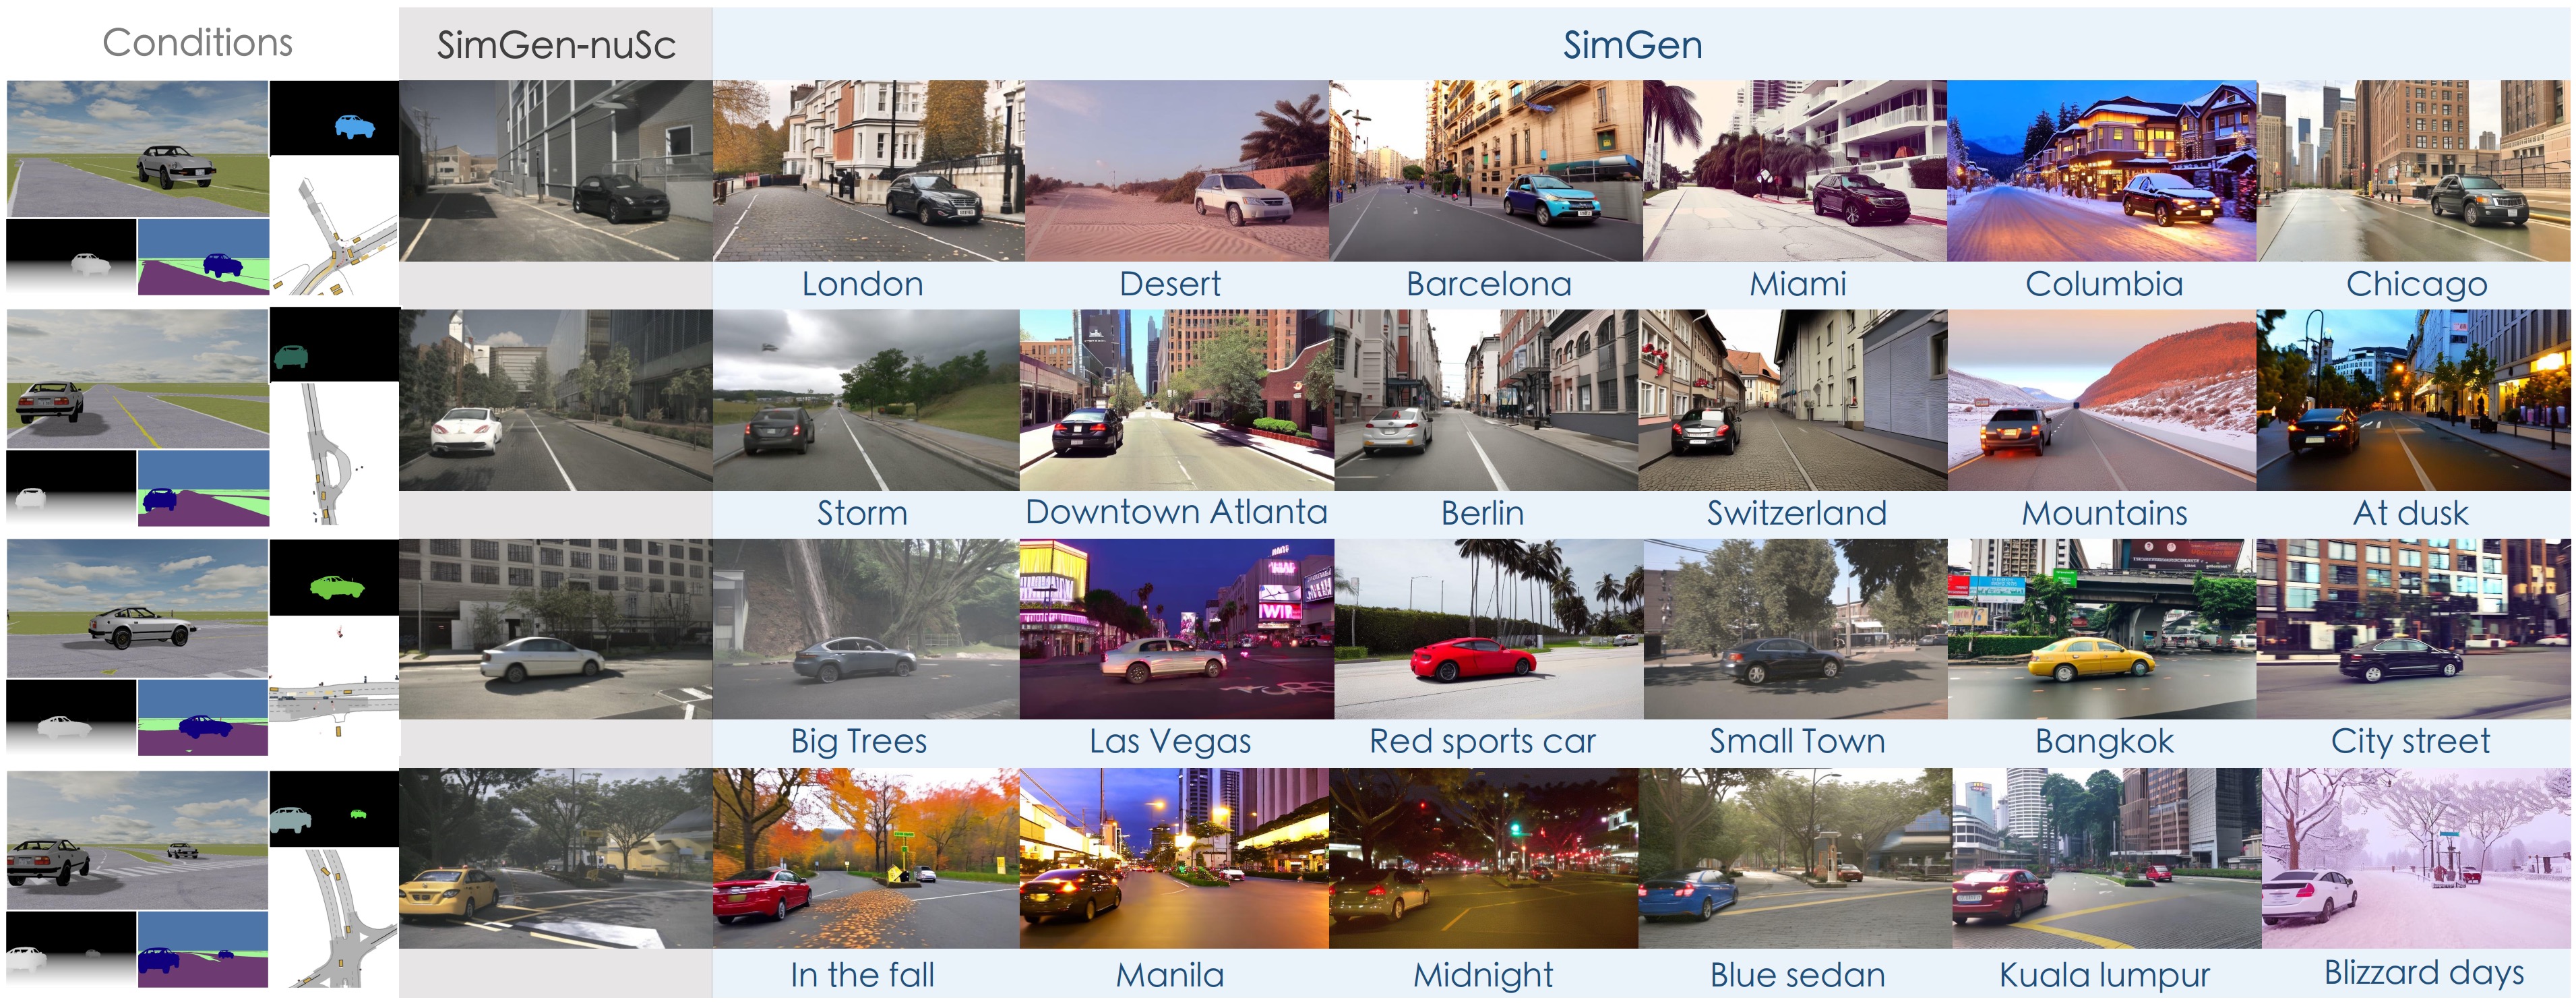 Conditions
SimGen-nuSc
SimGen
London
Desert
Barcelona
Miami
Columbia
Chicago
Storm
Downtown Atlanta
Berlin
Switzerland
Mountains
At dusk
Big Trees
Las Vegas
Red sports car
Small Town
Bangkok
City street
In the fall
Manila
Midnight
Blue sedan
Kuala lumpur
Blizzard days